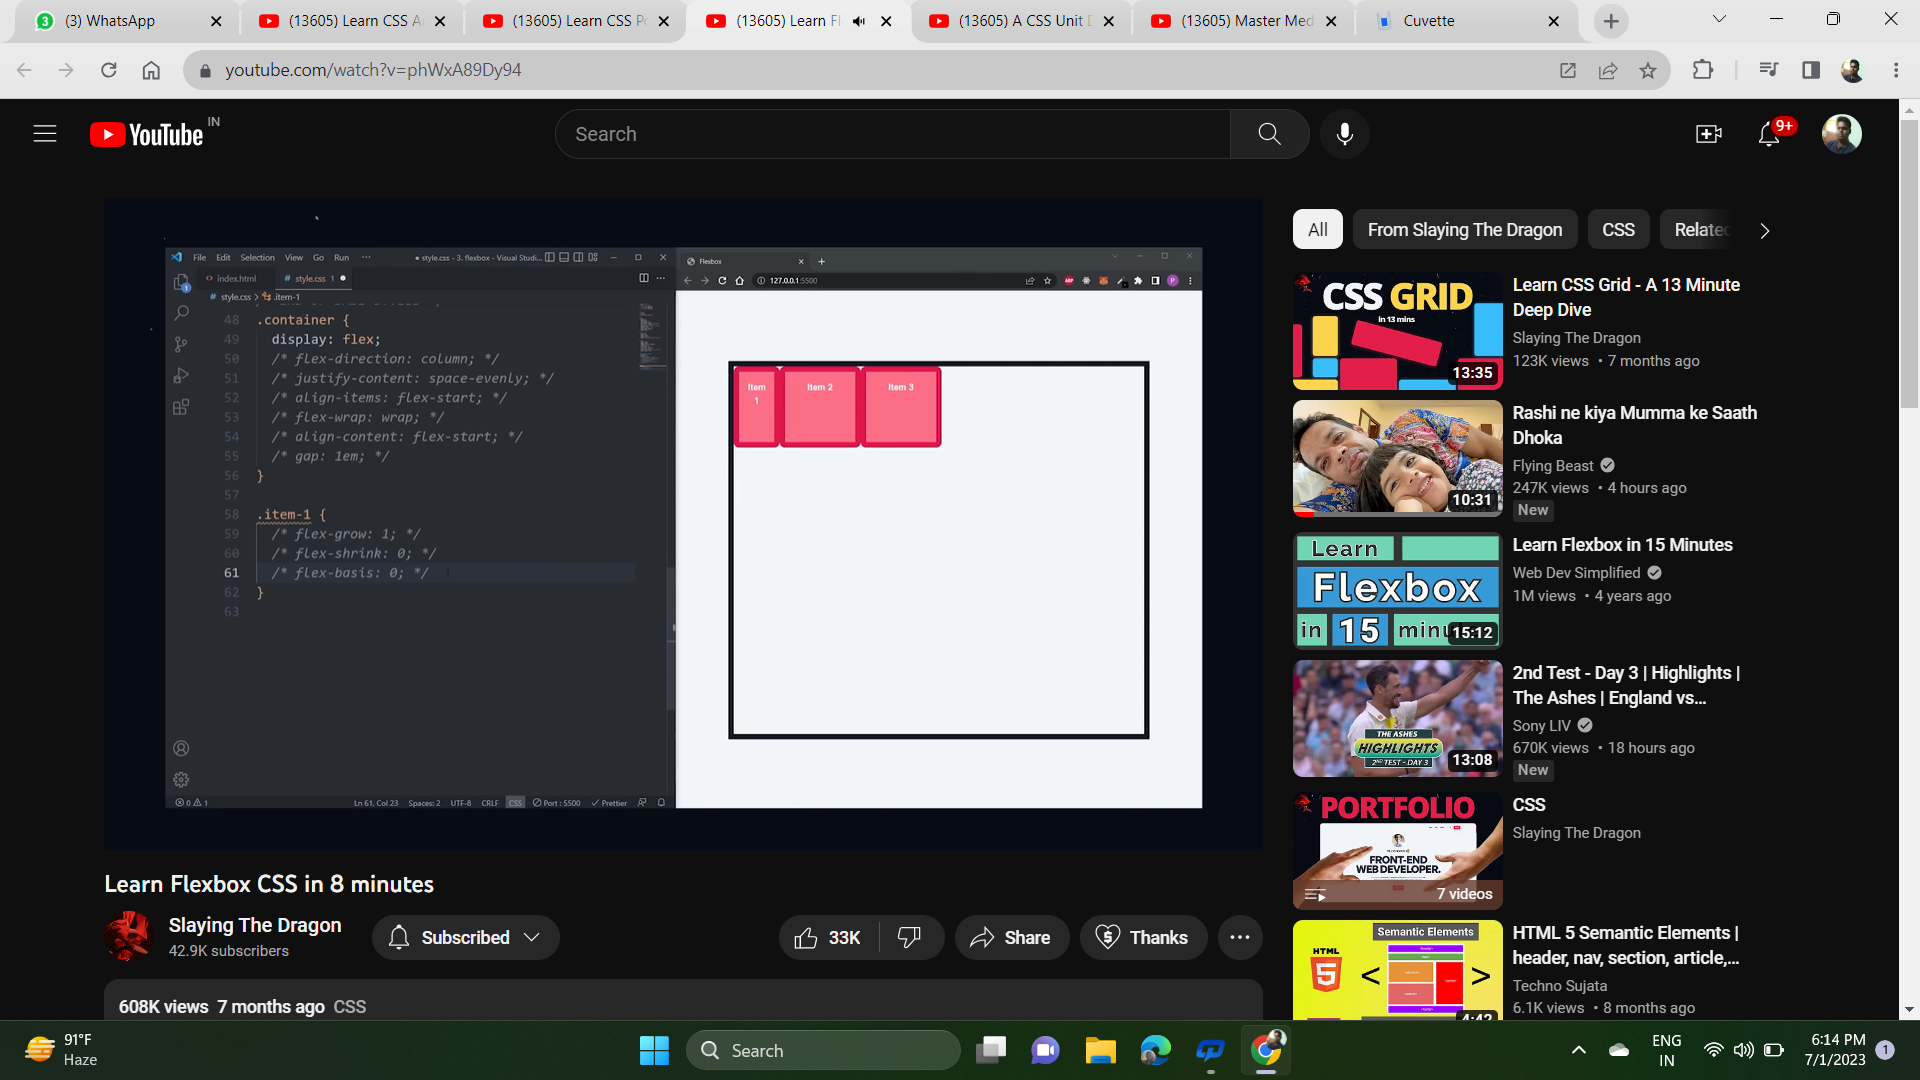 (3) WhatsApp
(13605) Learn CSS A
(13605) Learn CSS Po
(13605) Learn Fl
(13605) A CSS Unit D
(13605) Master Med
Cuvette
youtube.com/watch?v=phWxA89Dy94
YouTube IN
Search
9+
File Edit Selection View Go Run ··· ● style.css - 3. flexbox - Visual Studi...
index.html
# style.css 1 ●
# style.css > .item-1
48 .container {
49 display: flex;
50 /* flex-direction: column; */
51 /* justify-content: space-evenly; */
52 /* align-items: flex-start; */
53 /* flex-wrap: wrap; */
54 /* align-content: flex-start; */
55 /* gap: 1em; */
56 }
57
58 .item-1 {
59 /* flex-grow: 1; */
60 /* flex-shrink: 0; */
61 /* flex-basis: 0; */
62 }
63
0 1 Ln 61, Col 23 Spaces: 2 UTF-8 CRLF CSS Port : 5500 Prettier
Flexbox
127.0.0.1:5500
Item 1
Item 2
Item 3
Learn Flexbox CSS in 8 minutes
Slaying The Dragon
42.9K subscribers
Subscribed
33K
Share
Thanks
608K views 7 months ago CSS
All
From Slaying The Dragon
CSS
Related
CSS GRID
in 13 mins
13:35
Learn CSS Grid - A 13 Minute
Deep Dive
Slaying The Dragon
123K views • 7 months ago
10:31
Rashi ne kiya Mumma ke Saath
Dhoka
Flying Beast
247K views • 4 hours ago
New
Learn
Flexbox
in 15 minu
15:12
Learn Flexbox in 15 Minutes
Web Dev Simplified
1M views • 4 years ago
THE ASHES
HIGHLIGHTS
2ND TEST - DAY 3
13:08
2nd Test - Day 3 | Highlights |
The Ashes | England vs...
Sony LIV
670K views • 18 hours ago
New
PORTFOLIO
FRONT-END
WEB DEVELOPER.
7 videos
CSS
Slaying The Dragon
Semantic Elements
HTML
5
4:42
HTML 5 Semantic Elements |
header, nav, section, article,...
Techno Sujata
6.1K views • 8 months ago
91°F
Haze
Search
ENG
IN
6:14 PM
7/1/2023
1